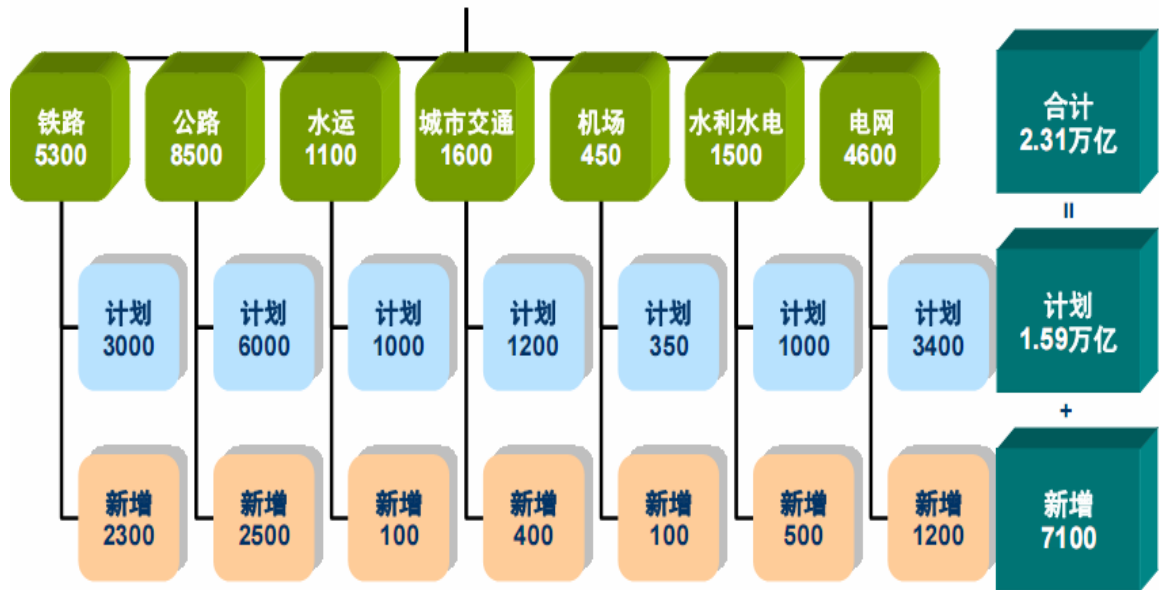 铁路
5300
公路
8500
水运
1100
城市交通
1600
机场
450
水利水电
1500
电网
4600
合计
2.31万亿
=
计划
3000
计划
6000
计划
1000
计划
1200
计划
350
计划
1000
计划
3400
计划
1.59万亿
+
新增
2300
新增
2500
新增
100
新增
400
新增
100
新增
500
新增
1200
新增
7100